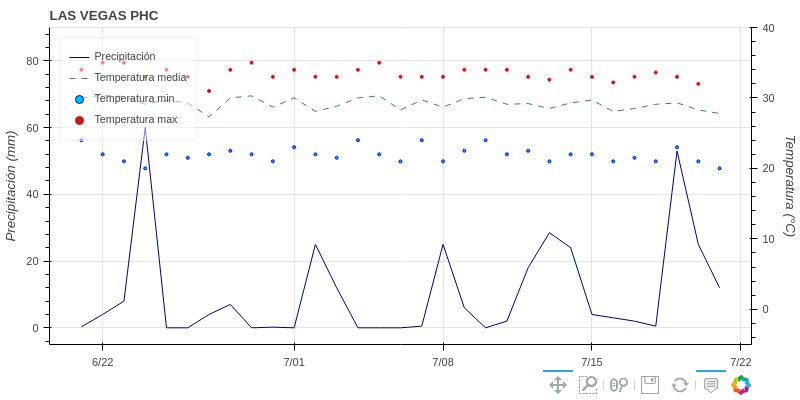 LAS VEGAS PHC
Precipitación
Temperatura media
Temperatura min
Temperatura max
Precipitación (mm)
80
60
40
20
0
Temperatura (°C)
40
30
20
10
0
6/22
7/01
7/08
7/15
7/22